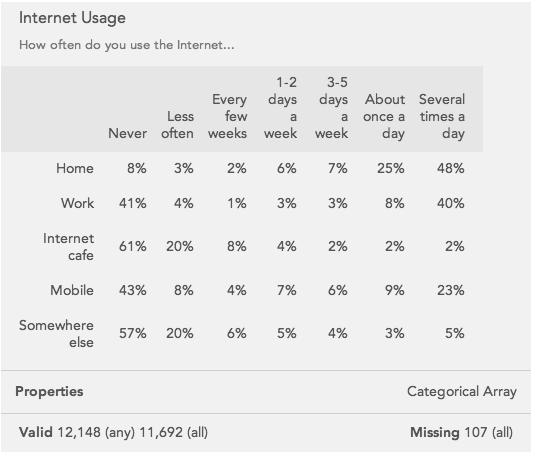 Internet Usage
How often do you use the Internet...
Never Less often Every few weeks 1-2 days a week 3-5 days a week About once a day Several times a day
Home 8% 3% 2% 6% 7% 25% 48%
Work 41% 4% 1% 3% 3% 8% 40%
Internet cafe 61% 20% 8% 4% 2% 2% 2%
Mobile 43% 8% 4% 7% 6% 9% 23%
Somewhere else 57% 20% 6% 5% 4% 3% 5%
Properties Categorical Array
Valid 12,148 (any) 11,692 (all) Missing 107 (all)